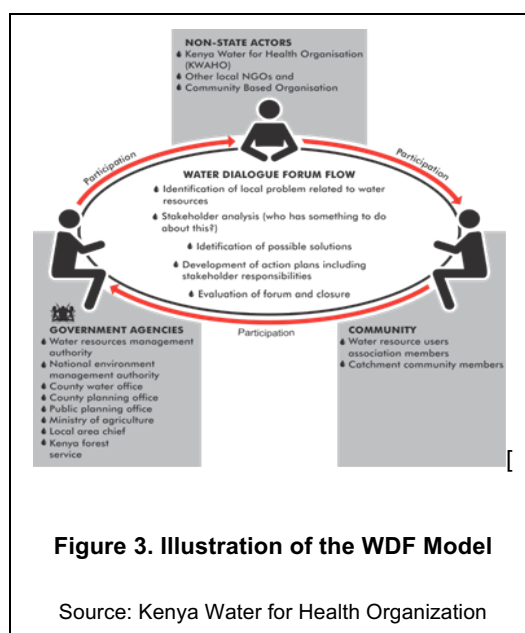 NON-STATE ACTORS
Kenya Water for Health Organisation
(KWAHO)
Other local NGOs and
Community Based Organisation
Participation
Participation
WATER DIALOGUE FORUM FLOW
Identification of local problem related to water
resources
Stakeholder analysis (who has something to do
about this?)
Idetification of possible solutions
Development of action plans including
stakeholder responsibilities
Evaluation of forum and closure
Participation
GOVERNMENT AGENCIES
Water resources management
authority
National environment
management authority
County water office
County planning office
Public planning office
Ministry of agriculture
Local area chief
Kenya forest
service
COMMUNITY
Water resource users
association members
Catchment community members
[
Figure 3. Illustration of the WDF Model
Source: Kenya Water for Health Organization